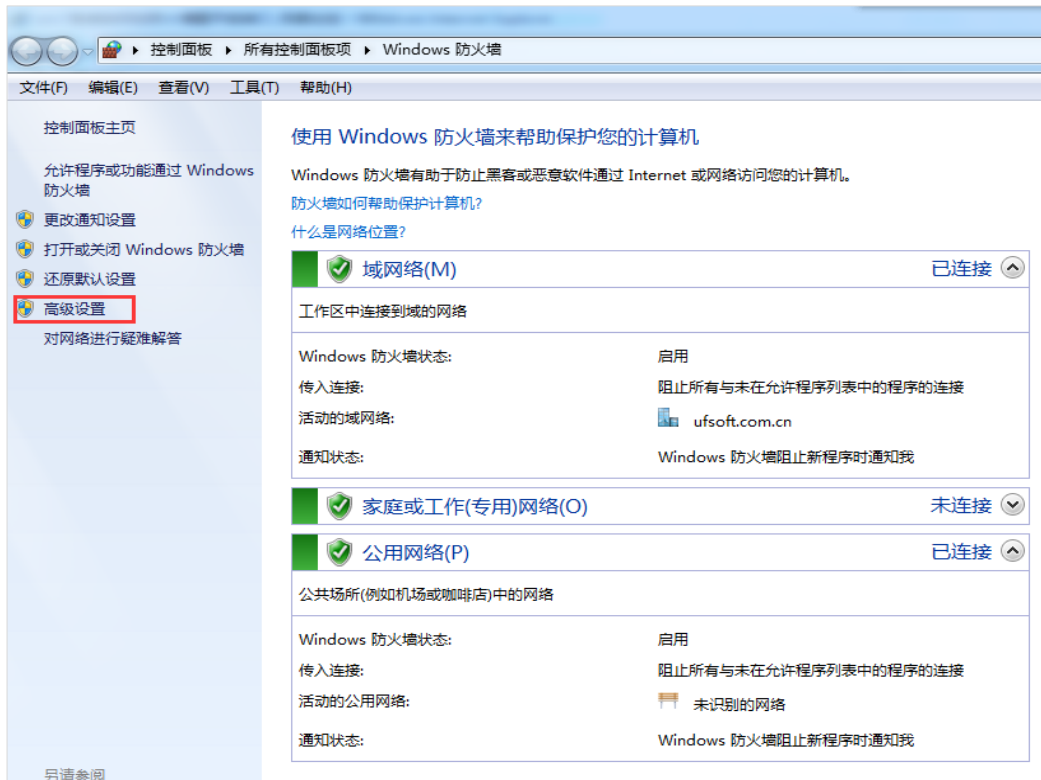 控制面板 ▸ 所有控制面板项 ▸ Windows 防火墙
文件(F) 编辑(E) 查看(V) 工具(T) 帮助(H)
控制面板主页
允许程序或功能通过 Windows
防火墙
更改通知设置
打开或关闭 Windows 防火墙
还原默认设置
高级设置
对网络进行疑难解答
另请参阅
使用 Windows 防火墙来帮助保护您的计算机
Windows 防火墙有助于防止黑客或恶意软件通过 Internet 或网络访问您的计算机。
防火墙如何帮助保护计算机?
什么是网络位置?
域网络(M) 已连接
工作区中连接到域的网络
Windows 防火墙状态: 启用
传入连接: 阻止所有与未在允许程序列表中的程序的连接
活动的域网络: ufsoft.com.cn
通知状态: Windows 防火墙阻止新程序时通知我
家庭或工作(专用)网络(O) 未连接
公用网络(P) 已连接
公共场所(例如机场或咖啡店)中的网络
Windows 防火墙状态: 启用
传入连接: 阻止所有与未在允许程序列表中的程序的连接
活动的公用网络: 未识别的网络
通知状态: Windows 防火墙阻止新程序时通知我